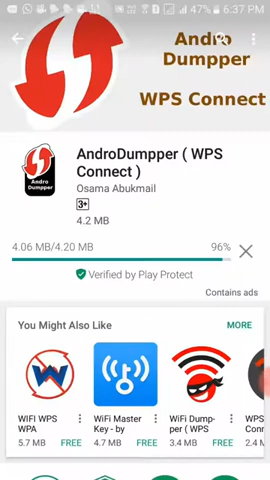 47% 6:37 PM
Andro
Dumpper
WPS Connect
Andro
Dumpper
AndroDumpper ( WPS
Connect )
Osama Abukmail
3+
4.2 MB
4.06 MB/4.20 MB 96%
Verified by Play Protect
Contains ads
You Might Also Like MORE
WIFI WPS
WPA
5.7 MB FREE
WiFi Master
Key - by
4.7 MB FREE
WiFi Dump-
per ( WPS
3.4 MB FREE
WPS
Conn
2.4 M